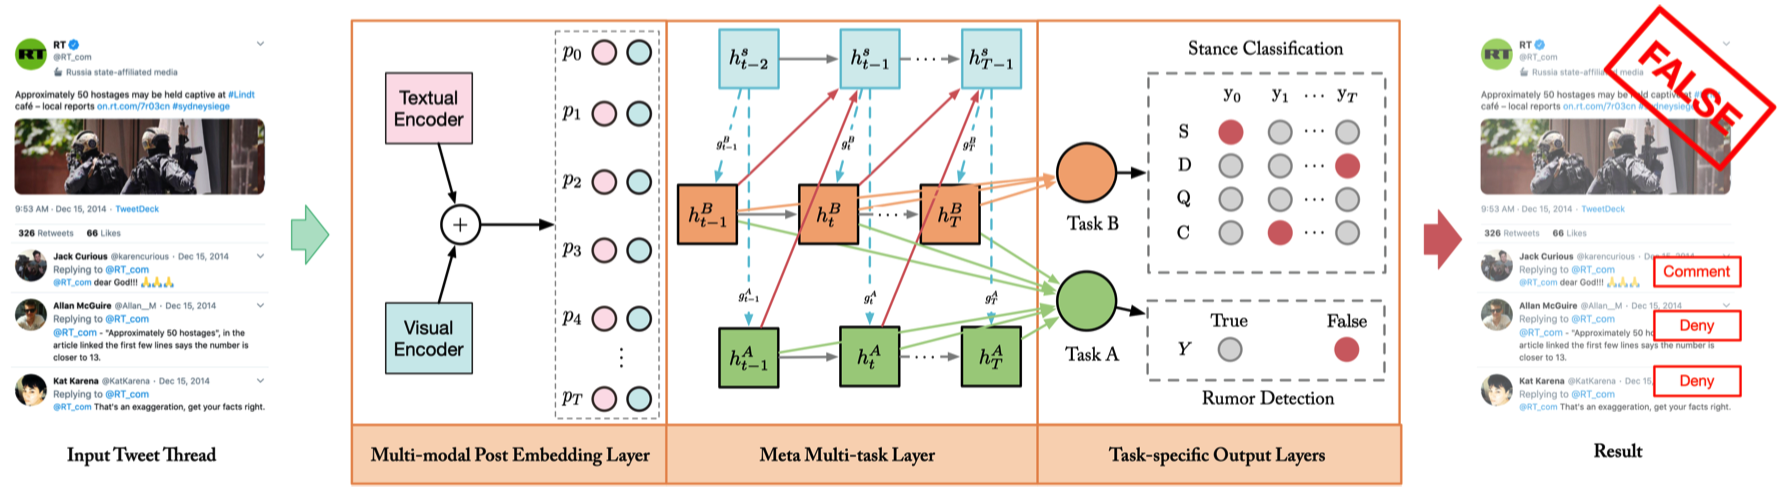 RT
@RT_com
Russia state-affiliated media
Approximately 50 hostages may be held captive at #Lindt
café – local reports on.rt.com/7r03cn #sydneysiege
9:53 AM · Dec 15, 2014 · TweetDeck
326 Retweets 66 Likes
Jack Curious @karencurious · Dec 15, 2014
Replying to @RT_com
@RT_com dear God!!! 🙏🙏🙏
Allan McGuire @Allan__M · Dec 15, 2014
Replying to @RT_com
@RT_com - "Approximately 50 hostages", in the
article linked the first few lines says the number is
closer to 13.
Kat Karena @KatKarena · Dec 15, 2014
Replying to @RT_com
@RT_com That's an exaggeration, get your facts right.
Input Tweet Thread
Textual
Encoder
+
Visual
Encoder
p_0
p_1
p_2
p_3
p_4
⋮
p_T
Multi-modal Post Embedding Layer
h^s_{t-2} h^s_{t-1} ··· h^s_{T-1}
g^B_{t-1} g^B_t g^B_T
h^B_{t-1} h^B_t ··· h^B_T
g^A_{t-1} g^A_t g^A_T
h^A_{t-1} h^A_t ··· h^A_T
Meta Multi-task Layer
Task B
Task A
Stance Classification
y_0 y_1 ··· y_T
S ···
D ···
Q ···
C ···
True False
Y
Rumor Detection
Task-specific Output Layers
FALSE
RT
@RT_com
Russia state-affiliated media
Approximately 50 hostages may be held captive at
café – local reports on.rt.com/7r03cn #sydneysiege
9:53 AM · Dec 15, 2014 · TweetDeck
326 Retweets 66 Likes
Jack Curious @karencurious · Dec
Replying to @RT_com
@RT_com dear God!!! 🙏🙏🙏
Comment
Allan McGuire @Allan__M · Dec 15, 2014
Replying to @RT_com
@RT_com - "Approximately 50
article linked the first few lines says the number is
closer to 13.
Deny
Kat Karena @KatKarena · Dec 15,
Replying to @RT_com
@RT_com That's an exaggeration, get your facts right.
Deny
Result